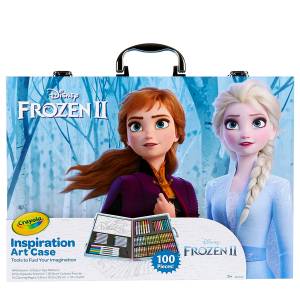 Disney
FROZEN II
Crayola
Inspiration
Art Case
Tools to Fuel Your Imagination
100
Pieces!
Disney
FROZEN II